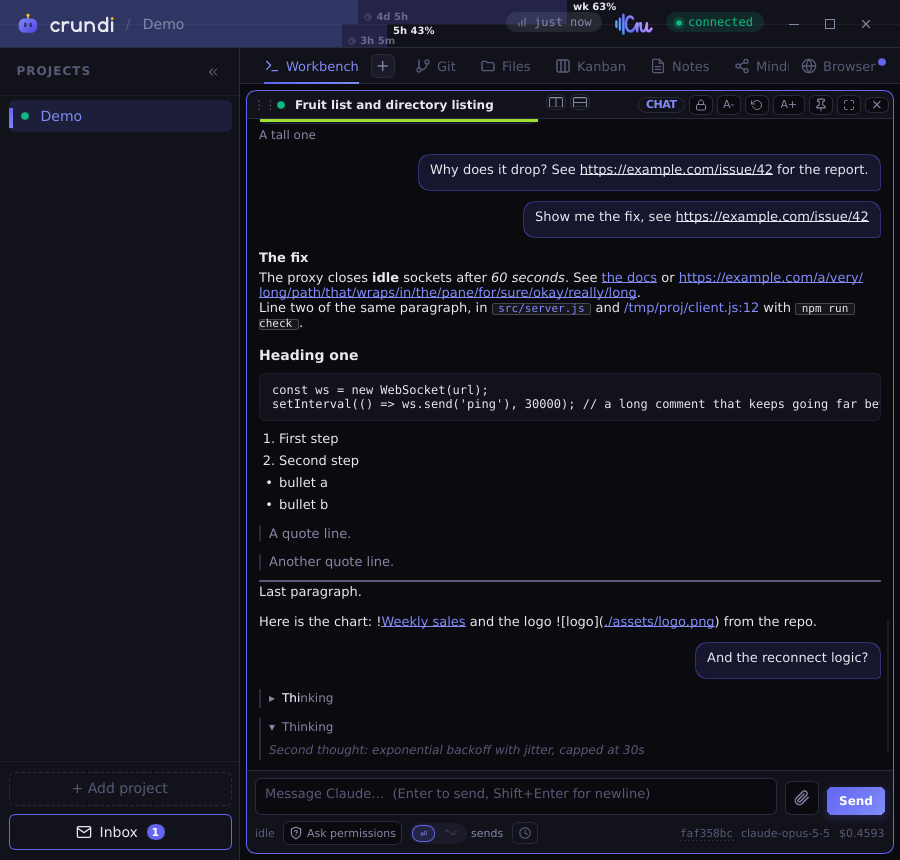 crundi / Demo
4d 5h
wk 63%
5h 43%
3h 5m
just now
Cru
connected
PROJECTS
«
Workbench
+
Git
Files
Kanban
Notes
Mind
Browser
Demo
Fruit list and directory listing
CHAT
A-
A+
A tall one
Why does it drop? See https://example.com/issue/42 for the report.
Show me the fix, see https://example.com/issue/42
The fix
The proxy closes idle sockets after 60 seconds. See the docs or https://example.com/a/very/
long/path/that/wraps/in/the/pane/for/sure/okay/really/long.
Line two of the same paragraph, in src/server.js and /tmp/proj/client.js:12 with npm run
check.
Heading one
const ws = new WebSocket(url);
setInterval(() => ws.send('ping'), 30000); // a long comment that keeps going far be
1. First step
2. Second step
• bullet a
• bullet b
A quote line.
Another quote line.
Last paragraph.
Here is the chart: !Weekly sales and the logo ![logo](./assets/logo.png) from the repo.
And the reconnect logic?
▸ Thinking
▾ Thinking
Second thought: exponential backoff with jitter, capped at 30s
+ Add project
Inbox 1
Message Claude… (Enter to send, Shift+Enter for newline)
Send
idle
Ask permissions
sends
faf358bc claude-opus-5-5 $0.4593